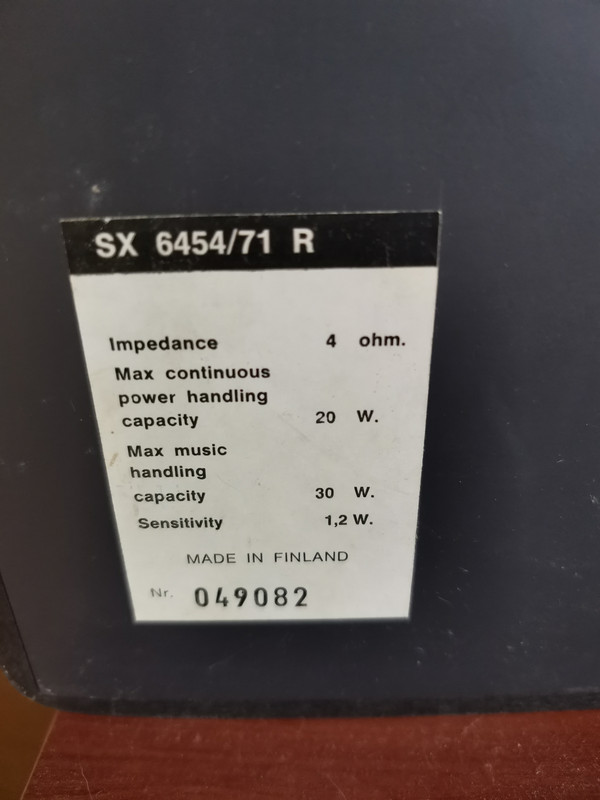 SX 6454/71 R
Impedance 4 ohm.
Max continuous
power handling
capacity 20 W.
Max music
handling
capacity 30 W.
Sensitivity 1,2 W.
MADE IN FINLAND
Nr. 049082